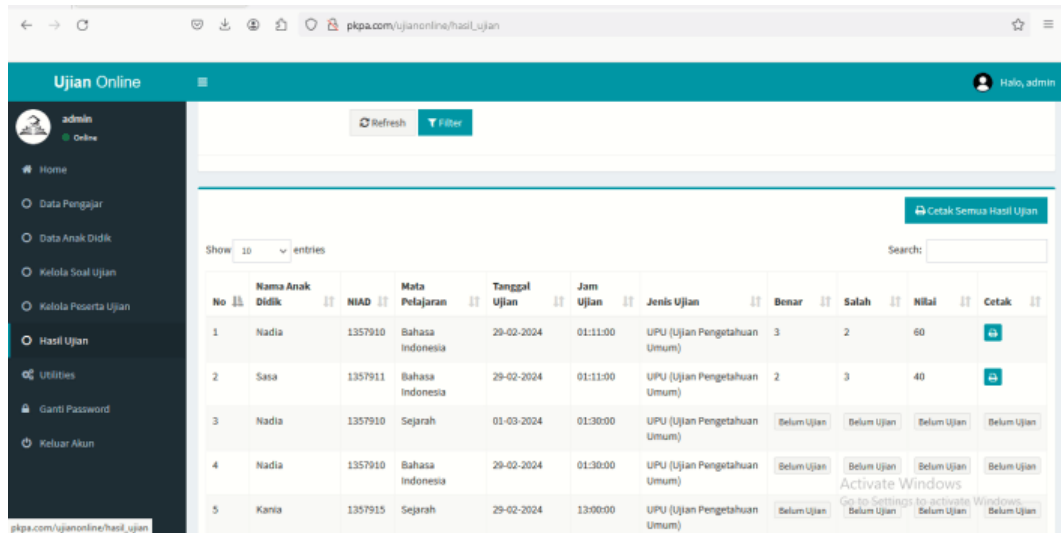 pkpa.com/ujianonline/hasil_ujian
Ujian Online
Halo, admin
admin
Online
Refresh
Filter
Home
Data Pengajar
Data Anak Didik
Kelola Soal Ujian
Kelola Peserta Ujian
Hasil Ujian
Utilities
Ganti Password
Keluar Akun
Cetak Semua Hasil Ujian
Show 10 entries
Search:
No Nama Anak Didik NIAD Mata Pelajaran Tanggal Ujian Jam Ujian Jenis Ujian Benar Salah Nilai Cetak
1 Nadia 1357910 Bahasa Indonesia 29-02-2024 01:11:00 UPU (Ujian Pengetahuan Umum) 3 2 60
2 Sasa 1357911 Bahasa Indonesia 29-02-2024 01:11:00 UPU (Ujian Pengetahuan Umum) 2 3 40
3 Nadia 1357910 Sejarah 01-03-2024 01:30:00 UPU (Ujian Pengetahuan Umum) Belum Ujian Belum Ujian Belum Ujian Belum Ujian
4 Nadia 1357910 Bahasa Indonesia 29-02-2024 01:30:00 UPU (Ujian Pengetahuan Umum) Belum Ujian Belum Ujian Belum Ujian Belum Ujian
5 Kania 1357915 Sejarah 29-02-2024 13:00:00 UPU (Ujian Pengetahuan Umum) Belum Ujian Belum Ujian Belum Ujian Belum Ujian
Activate Windows
Go to Settings to activate Windows.
pkpa.com/ujianonline/hasil_ujian